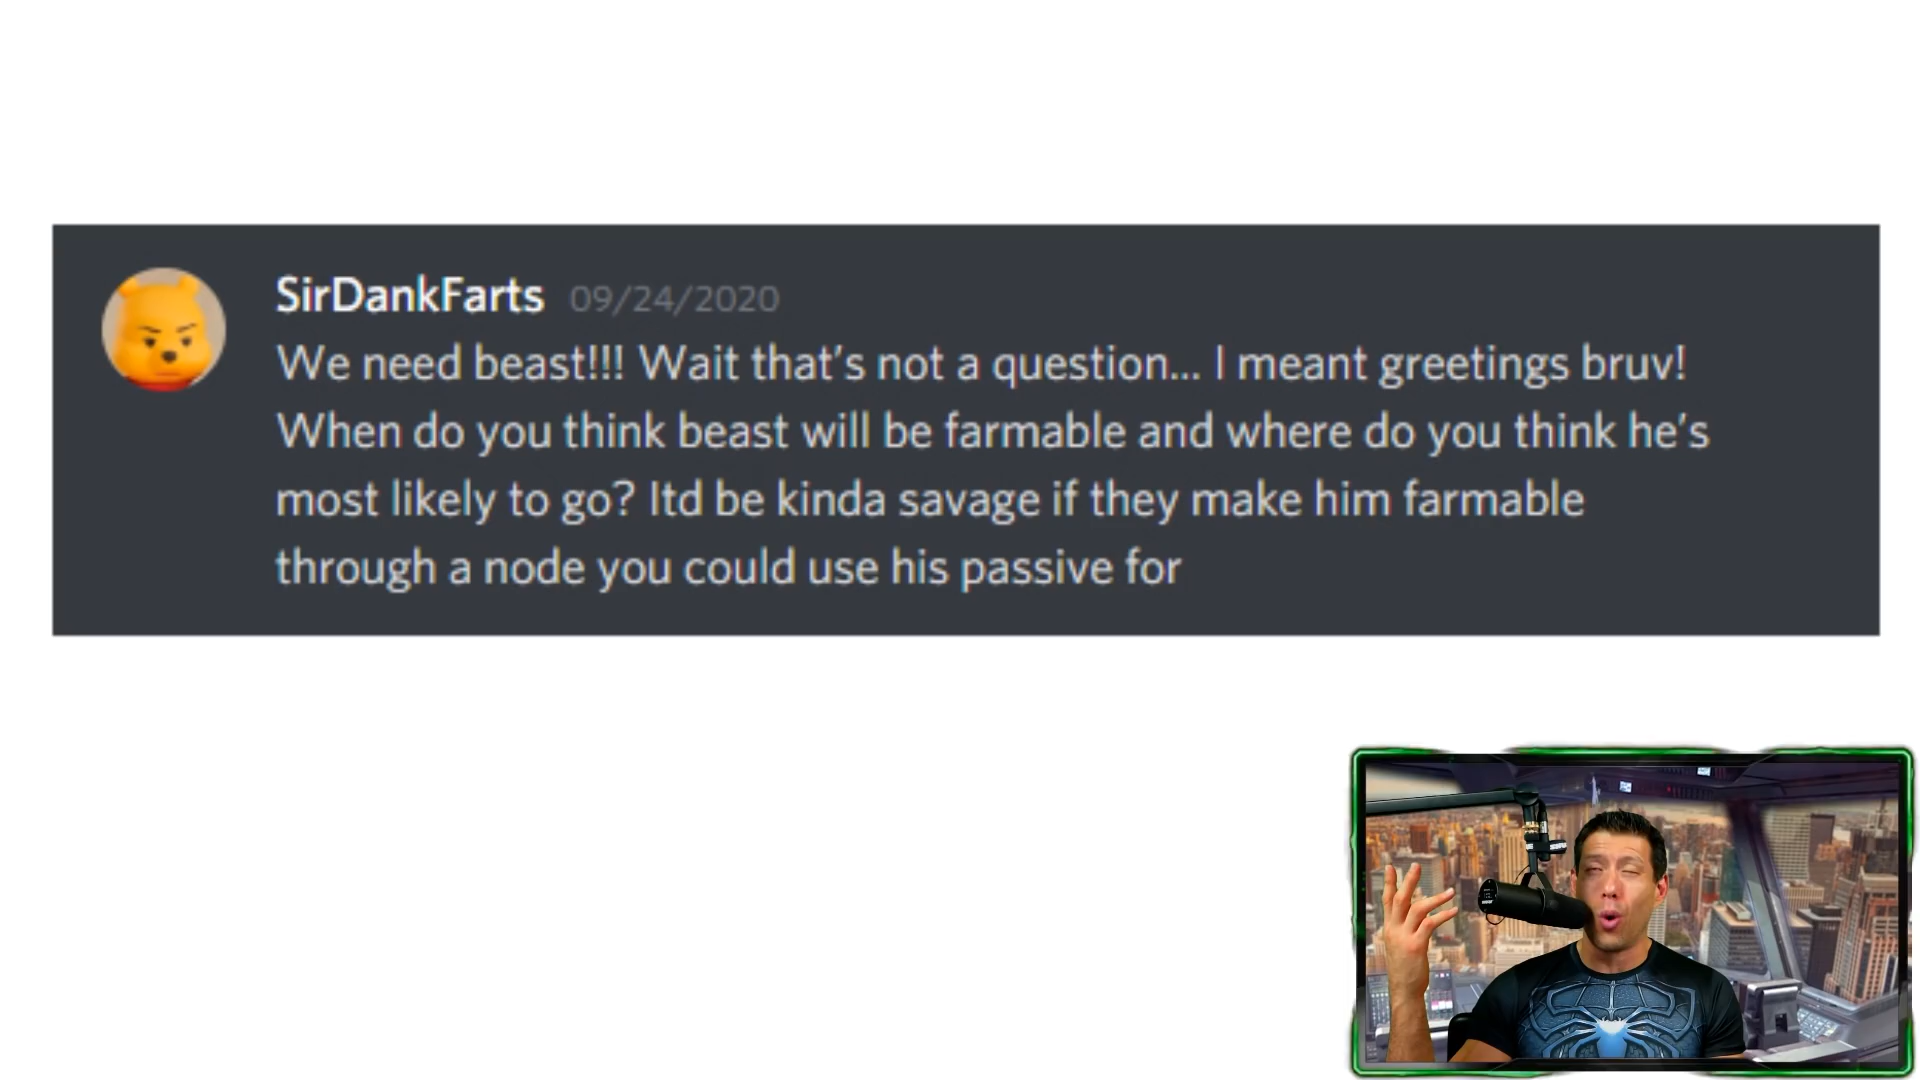 SirDankFarts 09/24/2020
We need beast!!! Wait that's not a question... I meant greetings bruv!
When do you think beast will be farmable and where do you think he's
most likely to go? Itd be kinda savage if they make him farmable
through a node you could use his passive for